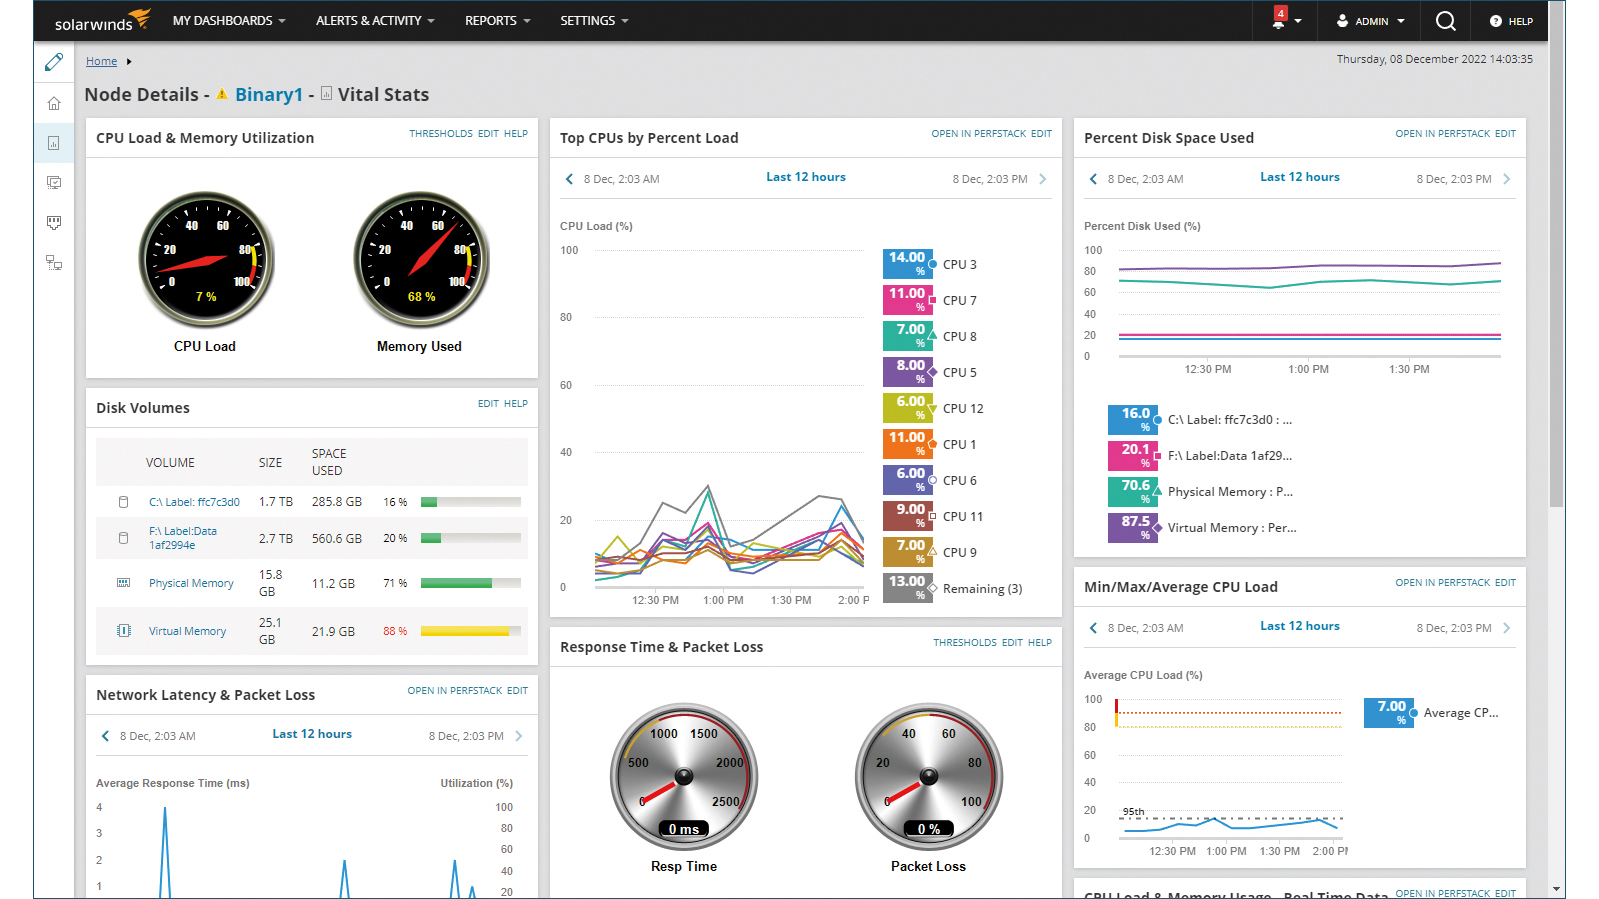 solarwinds MY DASHBOARDS ALERTS & ACTIVITY REPORTS SETTINGS 4 ADMIN ? HELP
Home Thursday, 08 December 2022 14:03:35
Node Details - Binary1 - Vital Stats
CPU Load & Memory Utilization THRESHOLDS EDIT HELP
0 20 40 60 80 100
7 %
CPU Load
0 20 40 60 80 100
68 %
Memory Used
Disk Volumes EDIT HELP
VOLUME SIZE SPACE USED
C:\ Label: ffc7c3d0 1.7 TB 285.8 GB 16 %
F:\ Label:Data 1af2994e 2.7 TB 560.6 GB 20 %
Physical Memory 15.8 GB 11.2 GB 71 %
Virtual Memory 25.1 GB 21.9 GB 88 %
Network Latency & Packet Loss OPEN IN PERFSTACK EDIT
8 Dec, 2:03 AM Last 12 hours 8 Dec, 2:03 PM
Average Response Time (ms) Utilization (%)
4 100
3 80
60
2 40
1 20
Top CPUs by Percent Load OPEN IN PERFSTACK EDIT
8 Dec, 2:03 AM Last 12 hours 8 Dec, 2:03 PM
CPU Load (%)
100
80
60
40
20
0
12:30 PM 1:00 PM 1:30 PM 2:00 P
14.00 % CPU 3
11.00 % CPU 7
7.00 % CPU 8
8.00 % CPU 5
6.00 % CPU 12
11.00 % CPU 1
6.00 % CPU 6
9.00 % CPU 11
7.00 % CPU 9
13.00 % Remaining (3)
Response Time & Packet Loss THRESHOLDS EDIT HELP
0 500 1000 1500 2000 2500
0 ms
Resp Time
0 20 40 60 80 100
0 %
Packet Loss
Percent Disk Space Used OPEN IN PERFSTACK EDIT
8 Dec, 2:03 AM Last 12 hours 8 Dec, 2:03 PM
Percent Disk Used (%)
100
80
60
40
20
0
12:30 PM 1:00 PM 1:30 PM
16.0 % C:\ Label: ffc7c3d0 : ...
20.1 % F:\ Label:Data 1af29...
70.6 % Physical Memory : P...
87.5 % Virtual Memory : Per...
Min/Max/Average CPU Load OPEN IN PERFSTACK EDIT
8 Dec, 2:03 AM Last 12 hours 8 Dec, 2:03 PM
Average CPU Load (%)
100
80
60
40
20
95th
0
12:30 PM 1:00 PM 1:30 PM 2:00 P
7.00 % Average CP...
CPU Load & Memory Usage - Real Time Data OPEN IN PERFSTACK EDIT